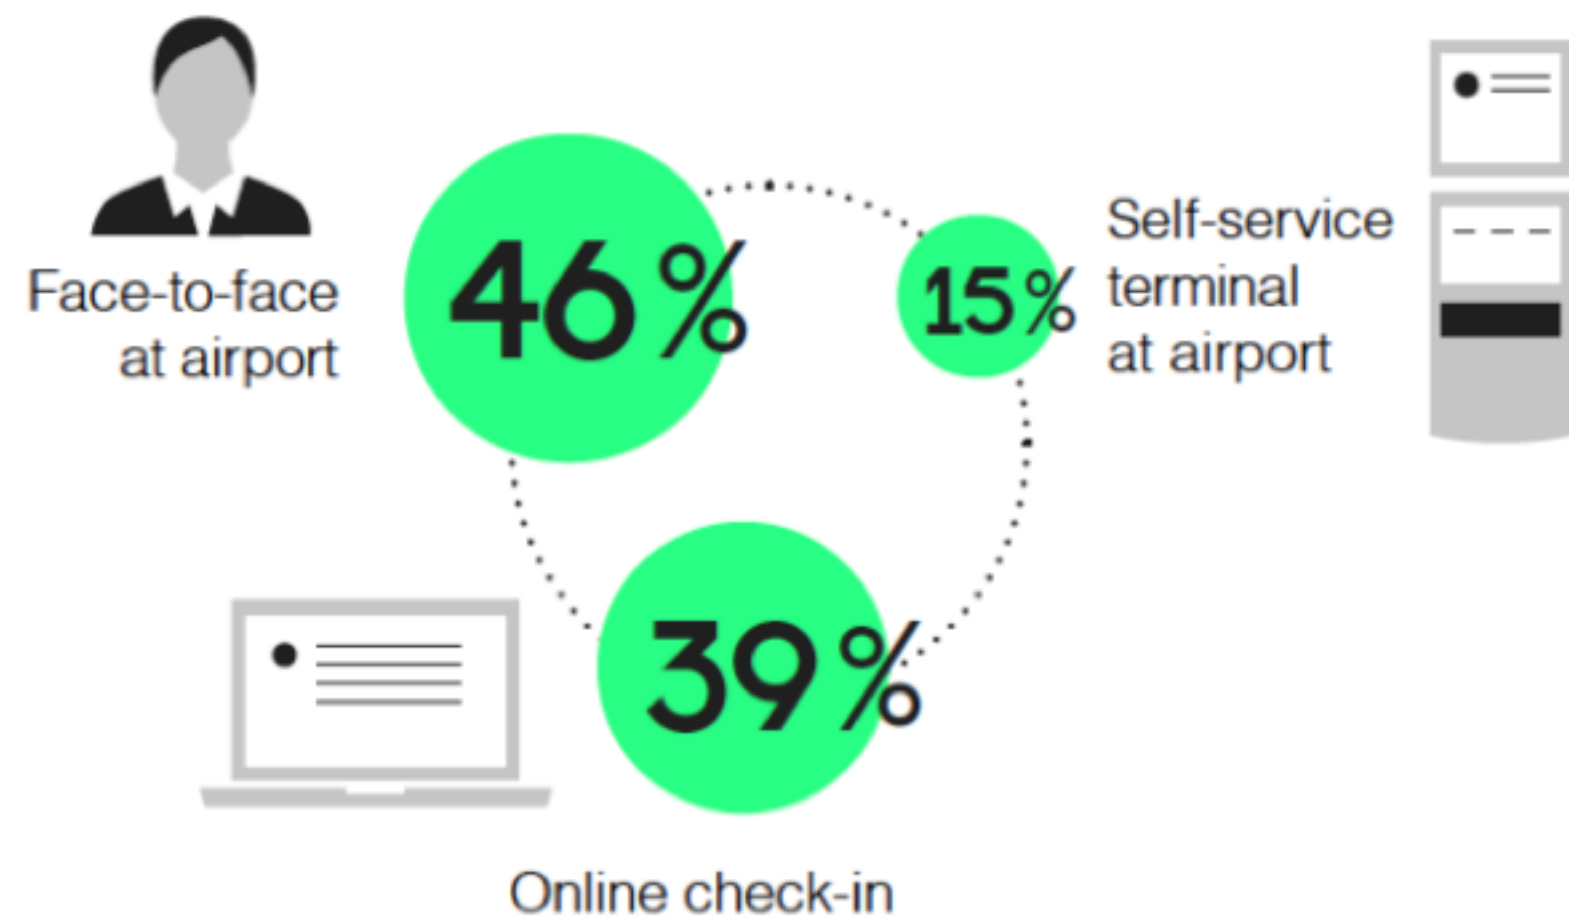 46%
Face-to-face
at airport
15%
Self-service
terminal
at airport
39%
Online check-in